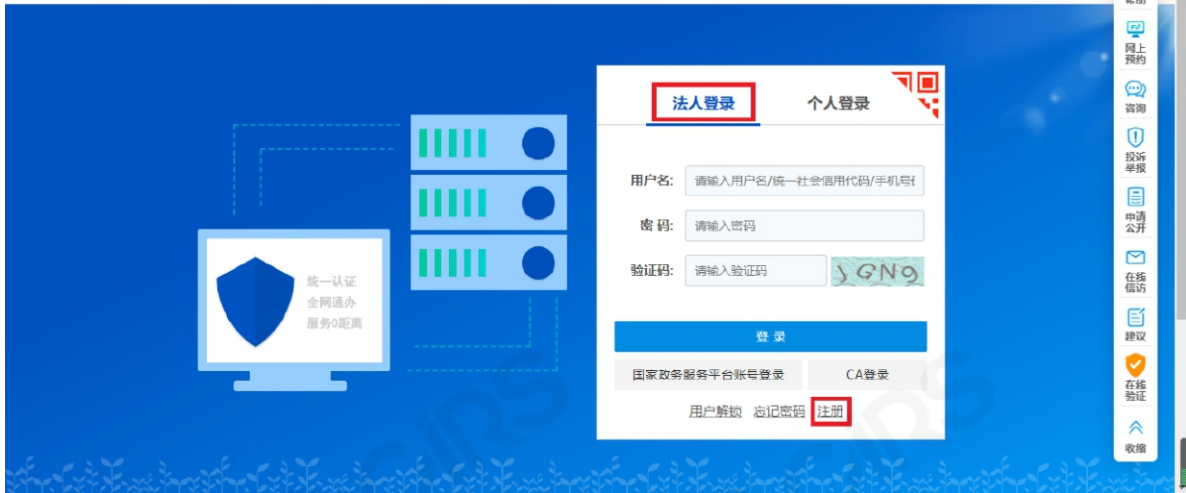 法人登录
个人登录
用户名: 请输入用户名/统一社会信用代码/手机号码
密 码: 请输入密码
验证码: 请输入验证码 JGN9
登 录
国家政务服务平台账号登录
CA登录
用户解锁 忘记密码 注册
统一认证
全网通办
服务0距离
网上
预约
咨询
投诉
举报
申请
公开
在线
信访
建议
在线
验证
收缩
SIRS